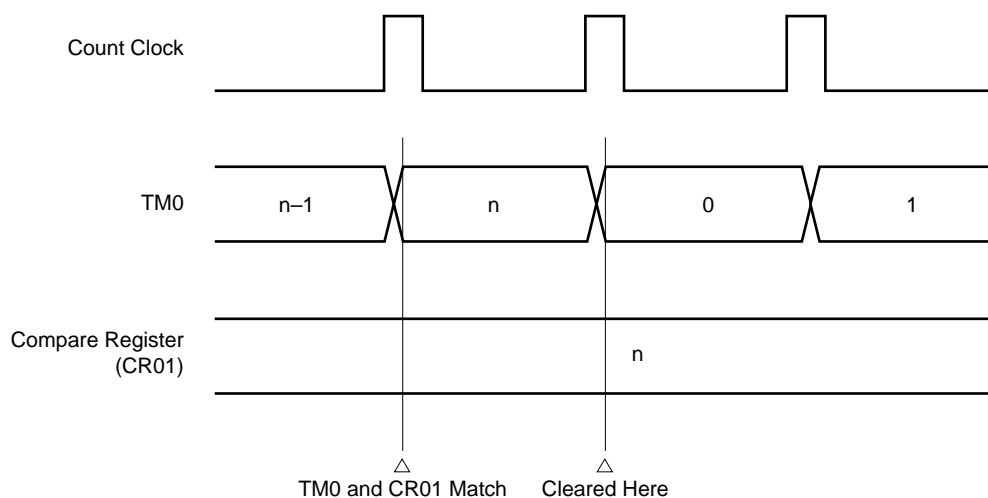 Count Clock
TM0
n–1
n
0
1
Compare Register
(CR01)
n
TM0 and CR01 Match
Cleared Here